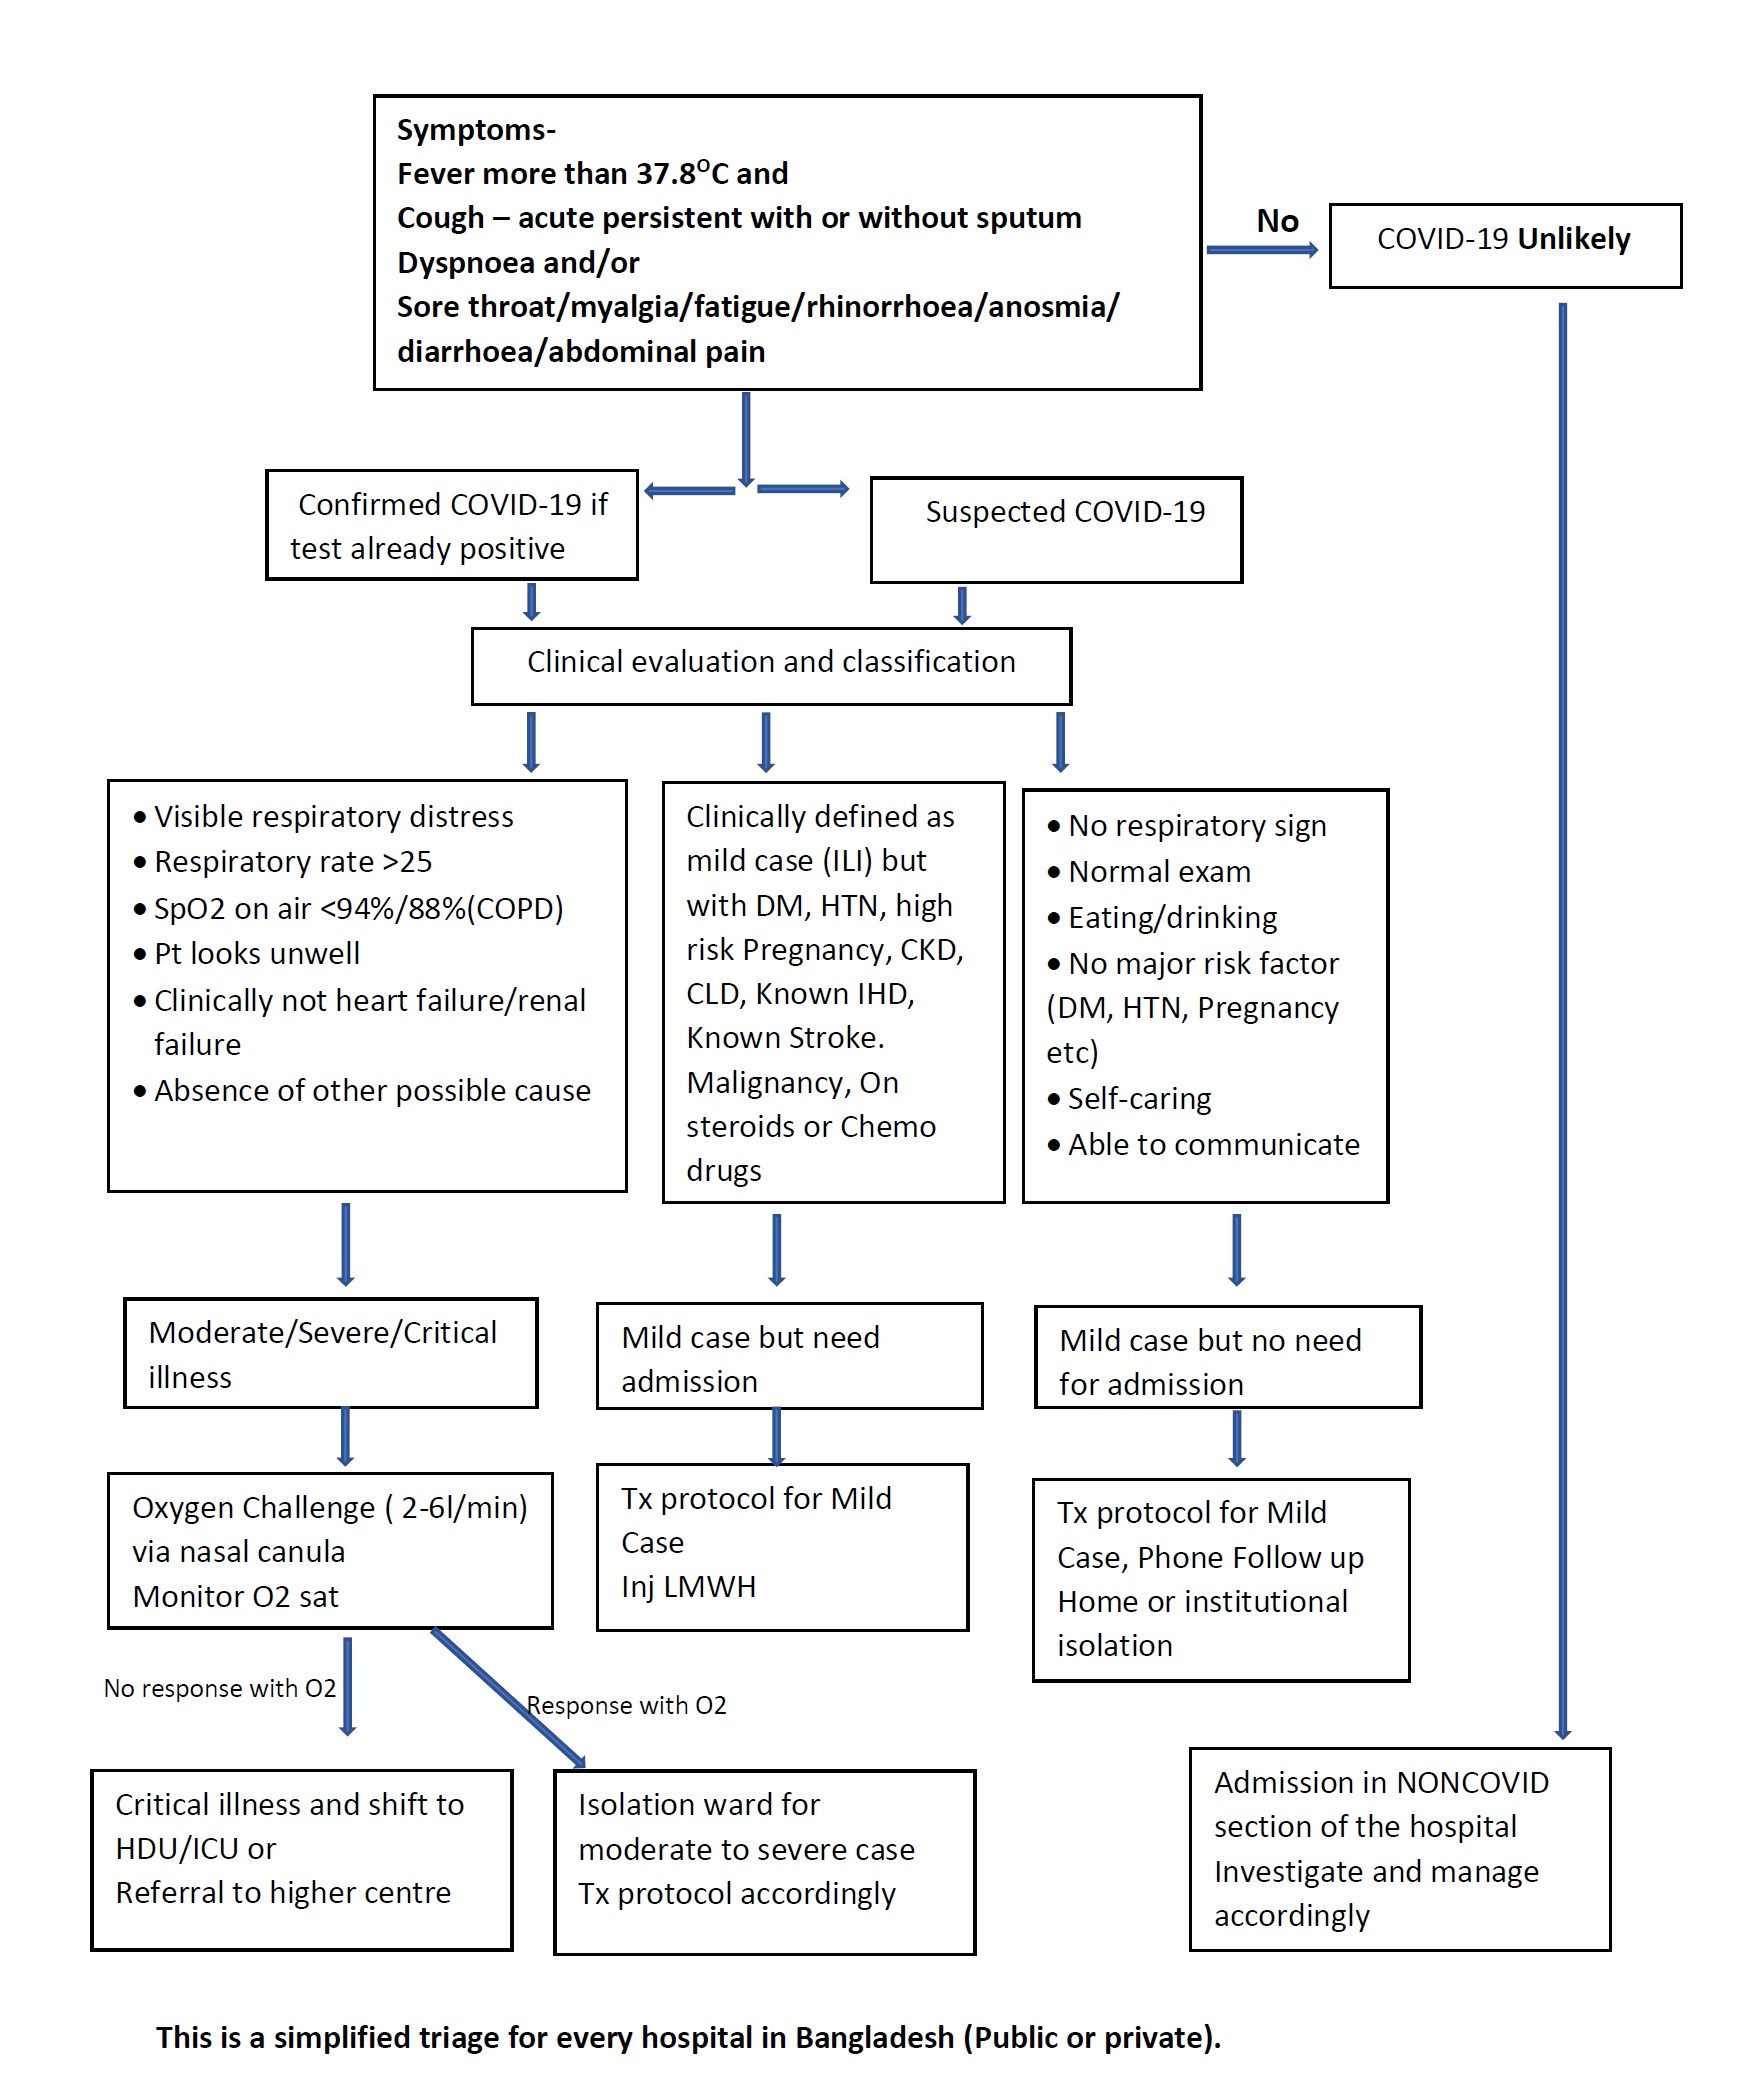 Symptoms-
Fever more than 37.8°C and
Cough – acute persistent with or without sputum
Dyspnoea and/or
Sore throat/myalgia/fatigue/rhinorrhoea/anosmia/
diarrhoea/abdominal pain
No
COVID-19 Unlikely
Confirmed COVID-19 if
test already positive
Suspected COVID-19
Clinical evaluation and classification
• Visible respiratory distress
• Respiratory rate >25
• SpO2 on air <94%/88%(COPD)
• Pt looks unwell
• Clinically not heart failure/renal
failure
• Absence of other possible cause
Clinically defined as
mild case (ILI) but
with DM, HTN, high
risk Pregnancy, CKD,
CLD, Known IHD,
Known Stroke.
Malignancy, On
steroids or Chemo
drugs
• No respiratory sign
• Normal exam
• Eating/drinking
• No major risk factor
(DM, HTN, Pregnancy
etc)
• Self-caring
• Able to communicate
Moderate/Severe/Critical
illness
Mild case but need
admission
Mild case but no need
for admission
Oxygen Challenge ( 2-6l/min)
via nasal canula
Monitor O2 sat
Tx protocol for Mild
Case
Inj LMWH
Tx protocol for Mild
Case, Phone Follow up
Home or institutional
isolation
No response with O2
Response with O2
Critical illness and shift to
HDU/ICU or
Referral to higher centre
Isolation ward for
moderate to severe case
Tx protocol accordingly
Admission in NONCOVID
section of the hospital
Investigate and manage
accordingly
This is a simplified triage for every hospital in Bangladesh (Public or private).